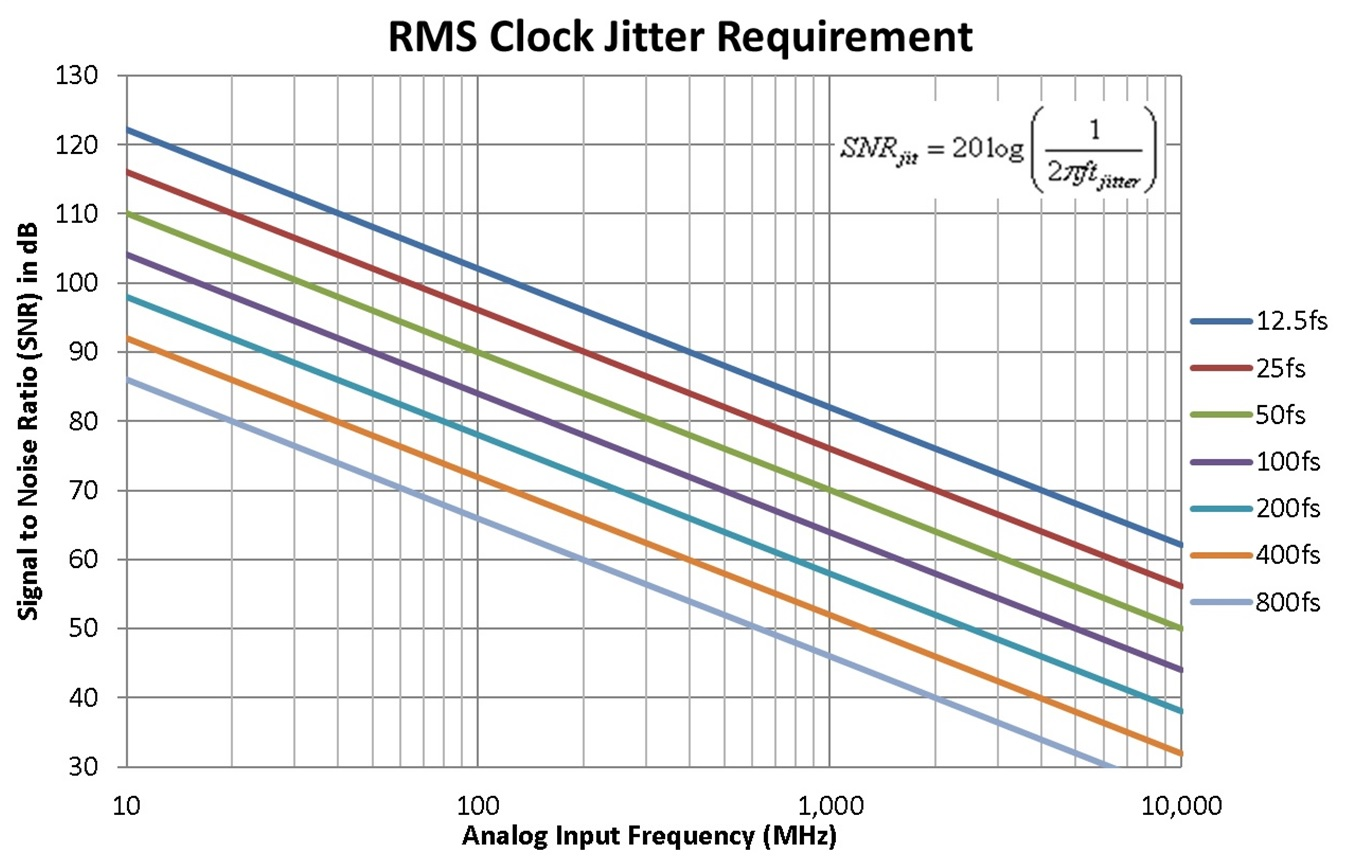 RMS Clock Jitter Requirement
130
120
110
100
90
80
70
60
50
40
30
Signal to Noise Ratio (SNR) in dB
SNRjit = 20log(1/2πftjitter)
12.5fs
25fs
50fs
100fs
200fs
400fs
800fs
10 100 1,000 10,000
Analog Input Frequency (MHz)